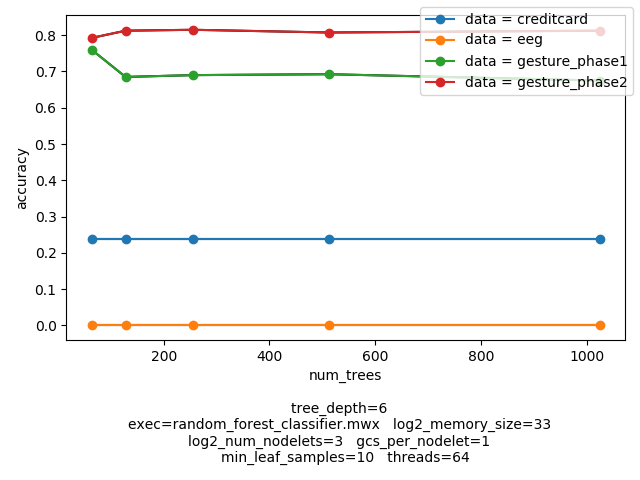 data = creditcard
data = eeg
data = gesture_phase1
data = gesture_phase2
0.8
0.7
0.6
0.5
0.4
0.3
0.2
0.1
0.0
accuracy
200 400 600 800 1000
num_trees
tree_depth=6
exec=random_forest_classifier.mwx log2_memory_size=33
log2_num_nodelets=3 gcs_per_nodelet=1
min_leaf_samples=10 threads=64